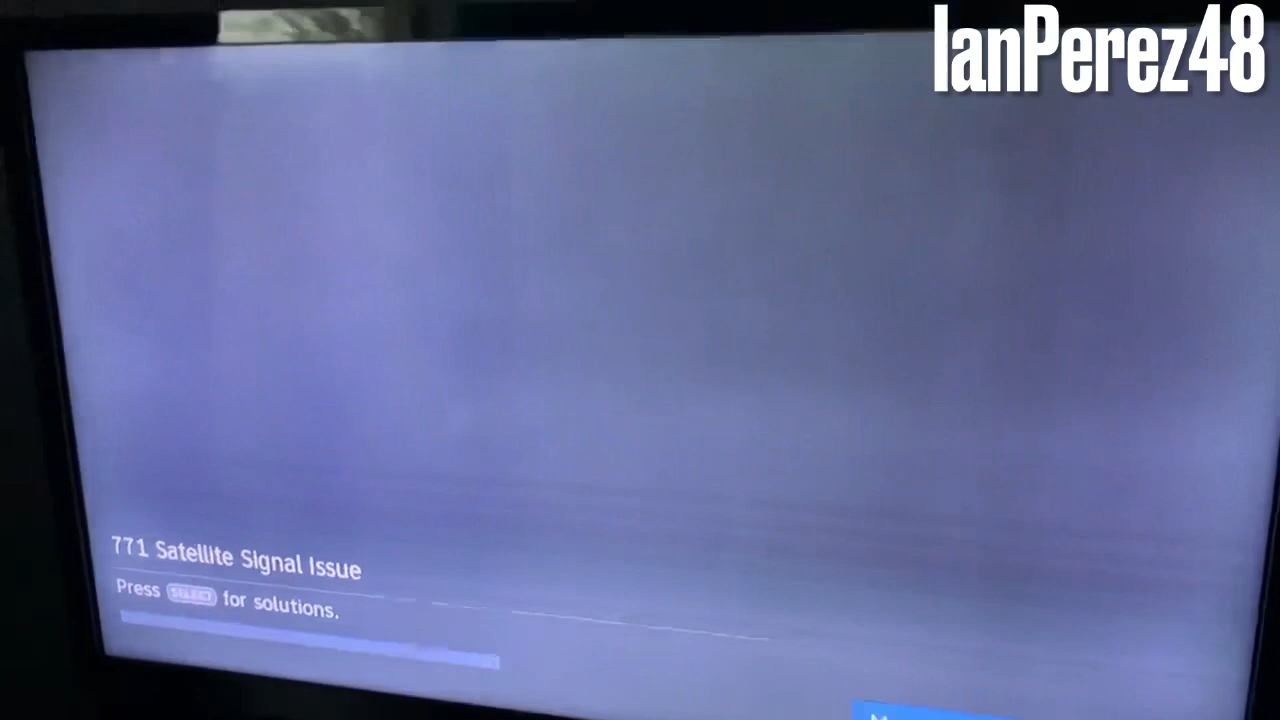 IanPerez48
771 Satellite Signal Issue
Press SELECT for solutions.